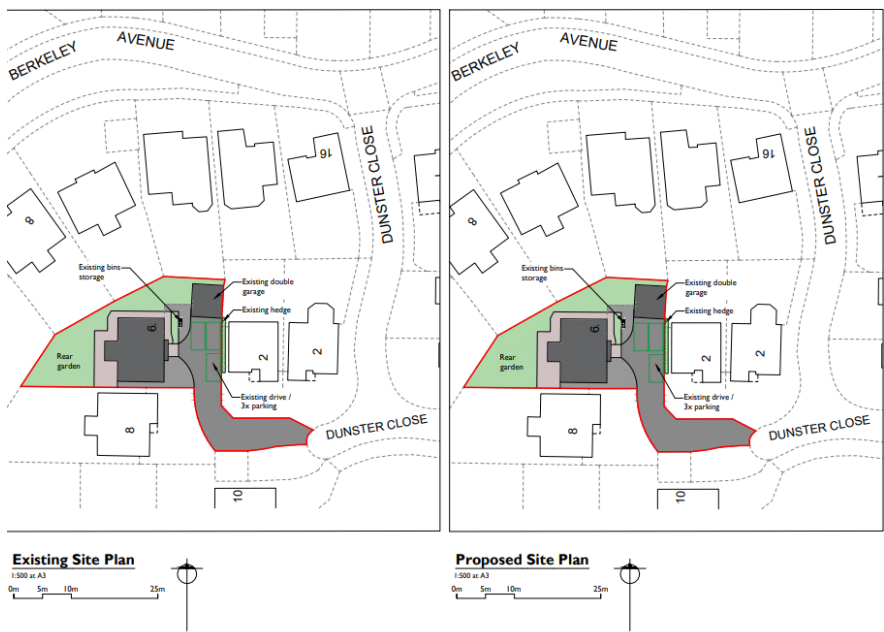 BERKELEY
AVENUE
16
DUNSTER CLOSE
8
Existing bins
storage
Existing double
garage
Existing hedge
6.
2
2
Rear
garden
Existing drive /
3x parking
8
DUNSTER CLOSE
10
Existing Site Plan
1:500 at A3
0m 5m 10m 25m
BERKELEY
AVENUE
16
DUNSTER CLOSE
8
Existing bins
storage
Existing double
garage
Existing hedge
6.
2
2
Rear
garden
Existing drive /
3x parking
8
DUNSTER CLOSE
10
Proposed Site Plan
1:500 at A3
0m 5m 10m 25m